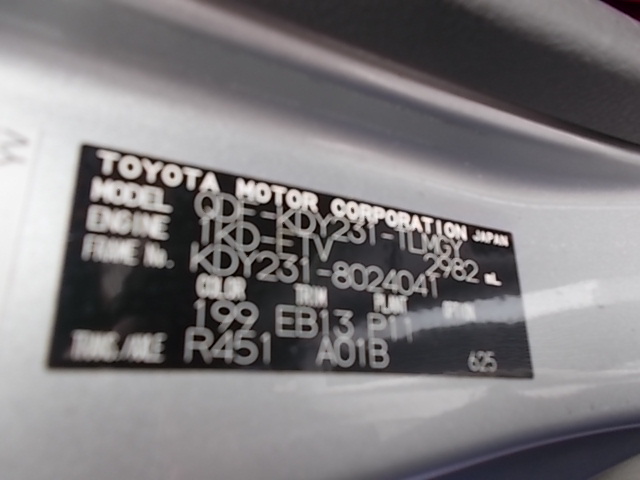 TOYOTA MOTOR CORPORATION JAPAN
MODEL QDF-KDY231-TLMGY
ENGINE 1KD-FTV 2982 mL
FRAME No. KDY231-8024041
COLOR TRIM PLANT
199 EB13 P11
TRANS/AXLE R451 A01B 625